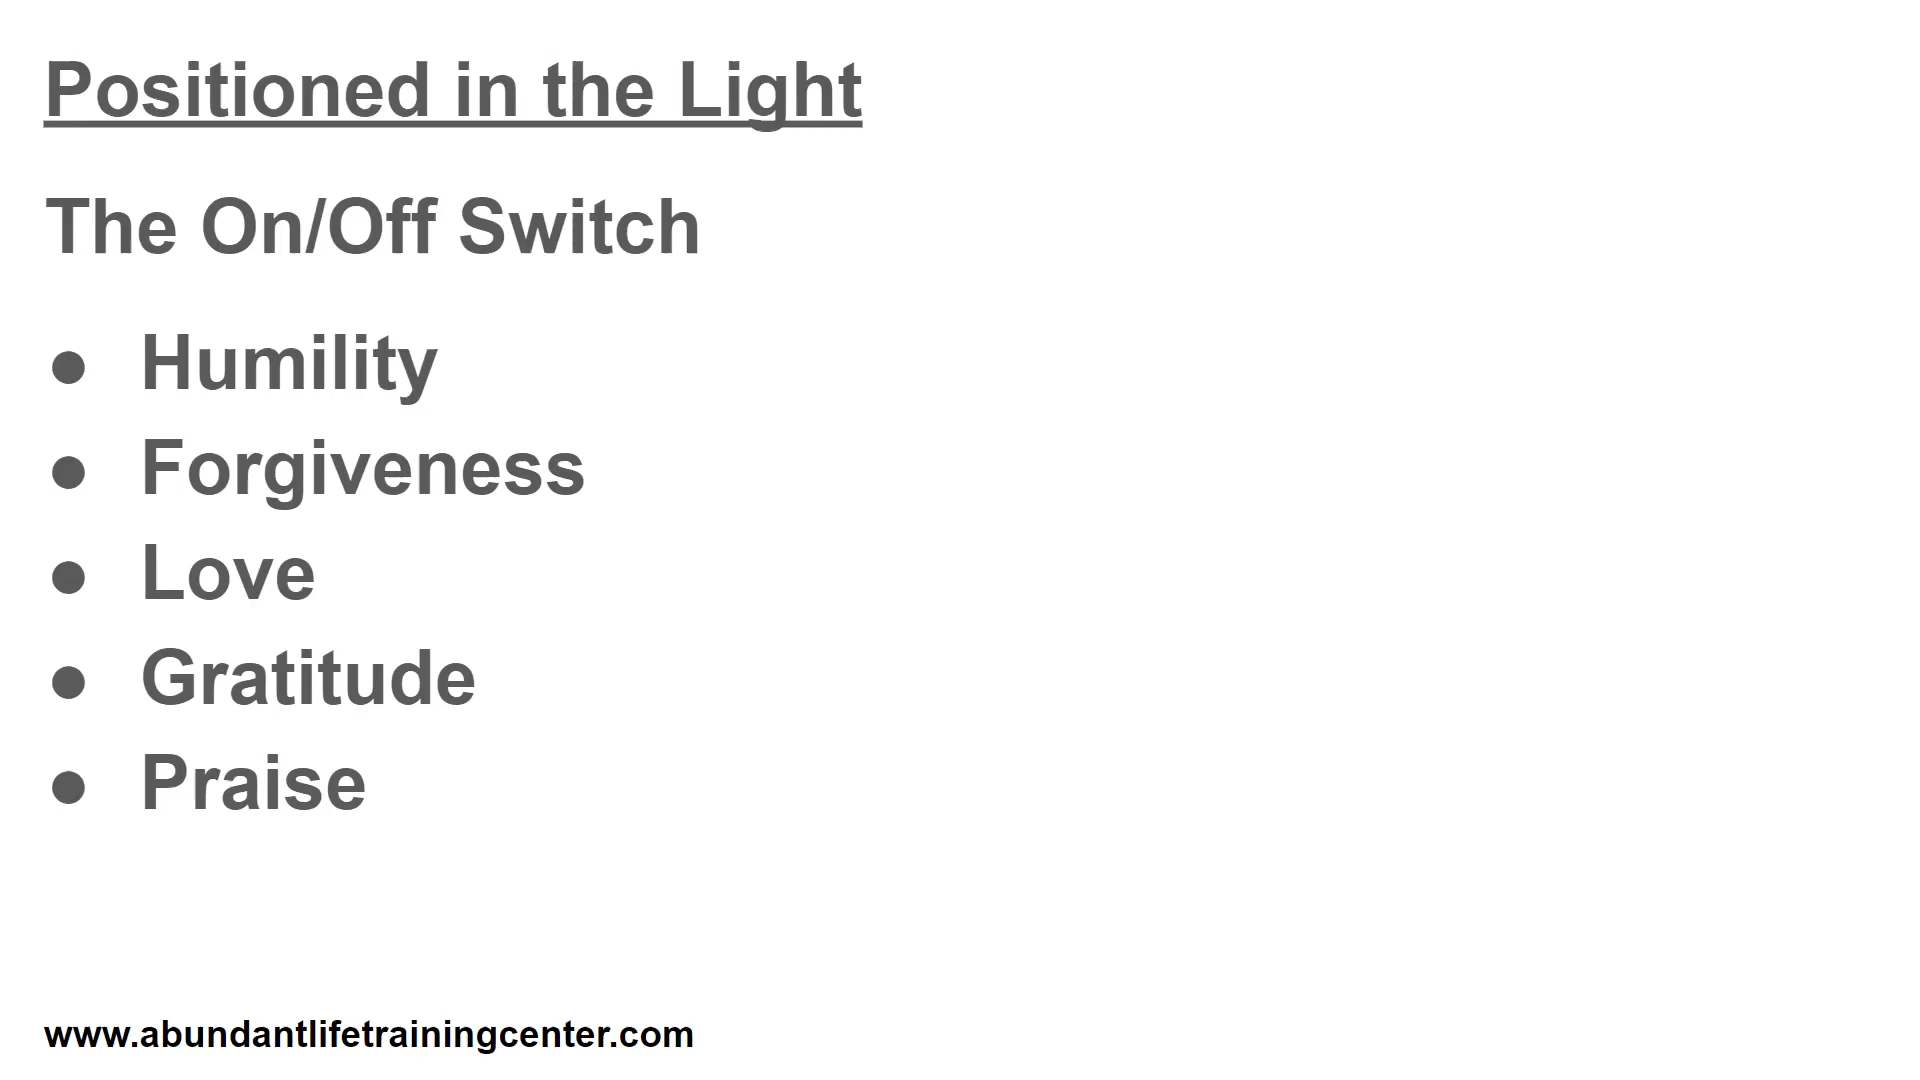 Positioned in the Light
The On/Off Switch
● Humility
● Forgiveness
● Love
● Gratitude
● Praise
www.abundantlifetrainingcenter.com